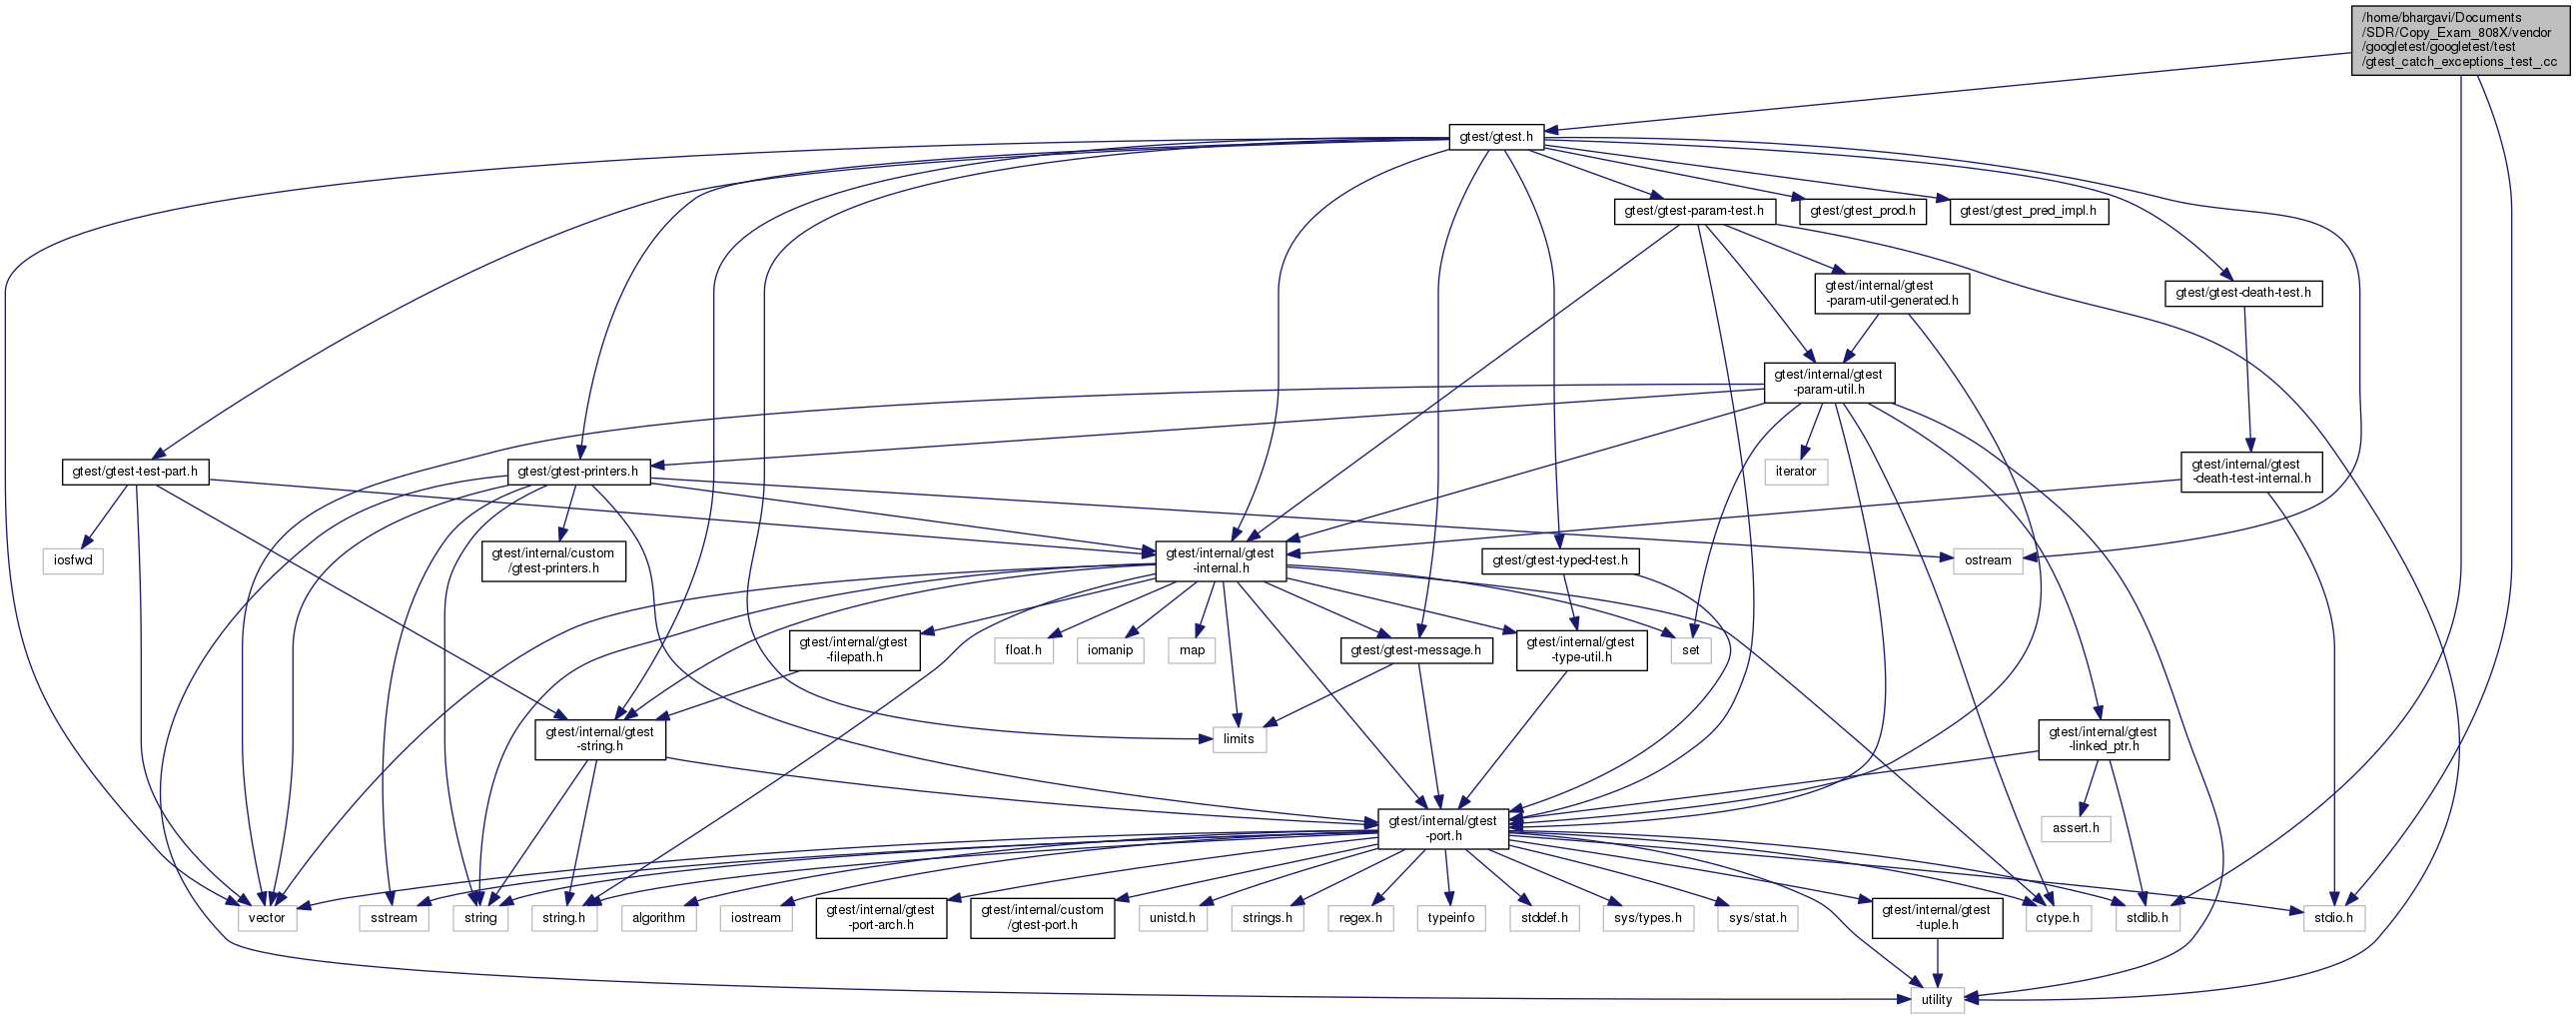 /home/bhargavi/Documents
/SDR/Copy_Exam_808X/vendor
/googletest/googletest/test
/gtest_catch_exceptions_test_.cc
gtest/gtest.h
gtest/gtest-param-test.h
gtest/gtest_prod.h
gtest/gtest_pred_impl.h
gtest/internal/gtest
-param-util-generated.h
gtest/gtest-death-test.h
gtest/internal/gtest
-param-util.h
gtest/gtest-test-part.h
gtest/gtest-printers.h
iterator
gtest/internal/gtest
-death-test-internal.h
iosfwd
gtest/internal/custom
/gtest-printers.h
gtest/internal/gtest
-internal.h
gtest/gtest-typed-test.h
ostream
gtest/internal/gtest
-filepath.h
float.h
iomanip
map
gtest/gtest-message.h
gtest/internal/gtest
-type-util.h
set
gtest/internal/gtest
-string.h
limits
gtest/internal/gtest
-linked_ptr.h
gtest/internal/gtest
-port.h
assert.h
vector
sstream
string
string.h
algorithm
iostream
gtest/internal/gtest
-port-arch.h
gtest/internal/custom
/gtest-port.h
unistd.h
strings.h
regex.h
typeinfo
stddef.h
sys/types.h
sys/stat.h
gtest/internal/gtest
-tuple.h
ctype.h
stdlib.h
stdio.h
utility